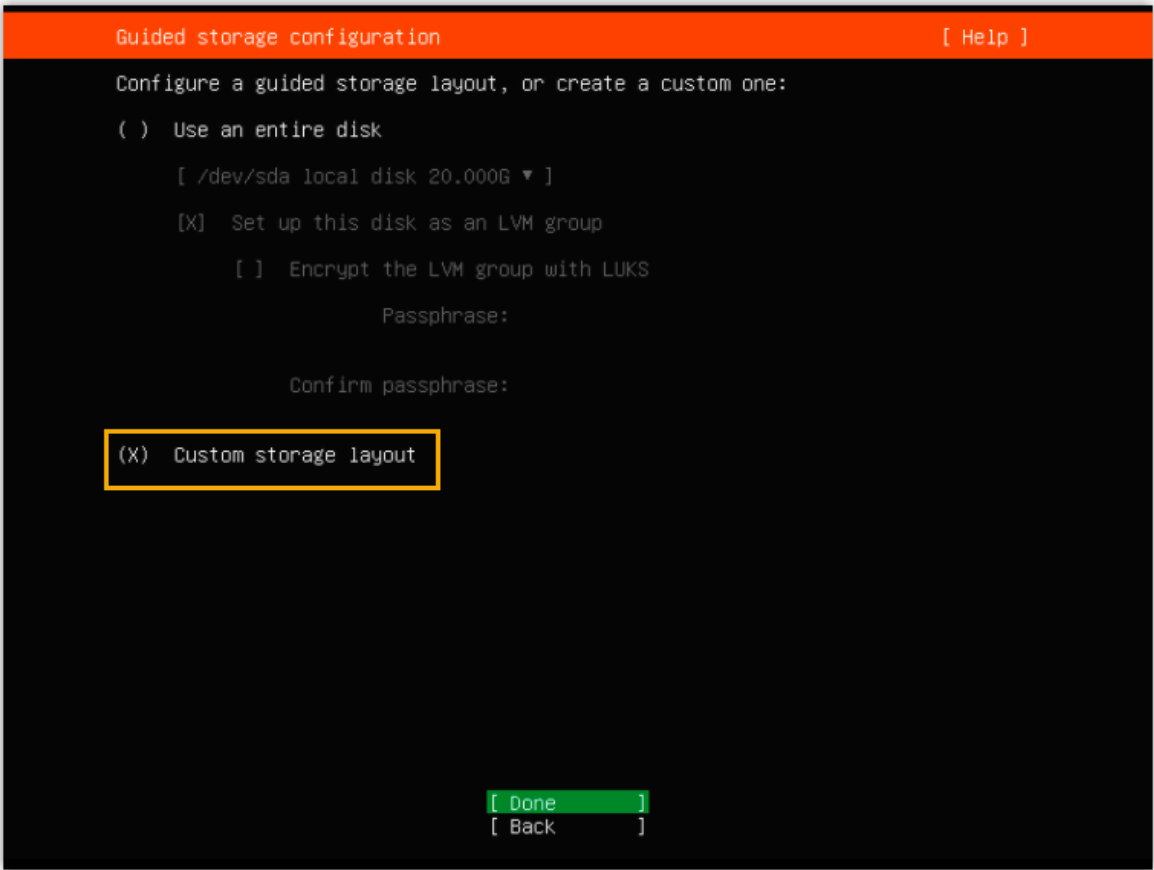 Guided storage configuration [ Help ]
Configure a guided storage layout, or create a custom one:
( ) Use an entire disk
[ /dev/sda local disk 20.000G ▾ ]
[X] Set up this disk as an LVM group
[ ] Encrypt the LVM group with LUKS
Passphrase:
Confirm passphrase:
(X) Custom storage layout
[ Done ]
[ Back ]